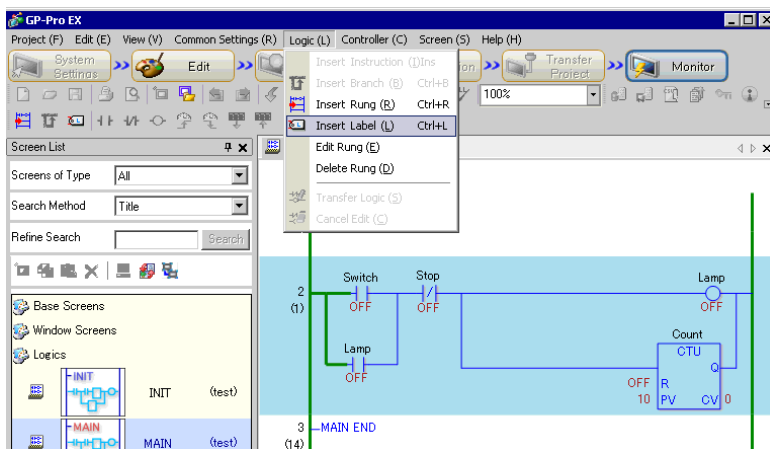 GP-Pro EX
Project (F) Edit (E) View (V) Common Settings (R) Logic (L) Controller (C) Screen (S) Help (H)
System Settings
Edit
Transfer Project
Monitor
100%
Insert Instruction (I)Ins
Insert Branch (B) Ctrl+B
Insert Rung (R) Ctrl+R
Insert Label (L) Ctrl+L
Edit Rung (E)
Delete Rung (D)
Transfer Logic (S)
Cancel Edit (C)
Screen List
Screens of Type All
Search Method Title
Refine Search Search
Base Screens
Window Screens
Logics
INIT INIT (test)
MAIN MAIN (test)
2
(1)
Switch Stop Lamp
OFF OFF OFF
Lamp
OFF
Count
CTU
Q
OFF R
10 PV CV 0
3 MAIN END
(14)